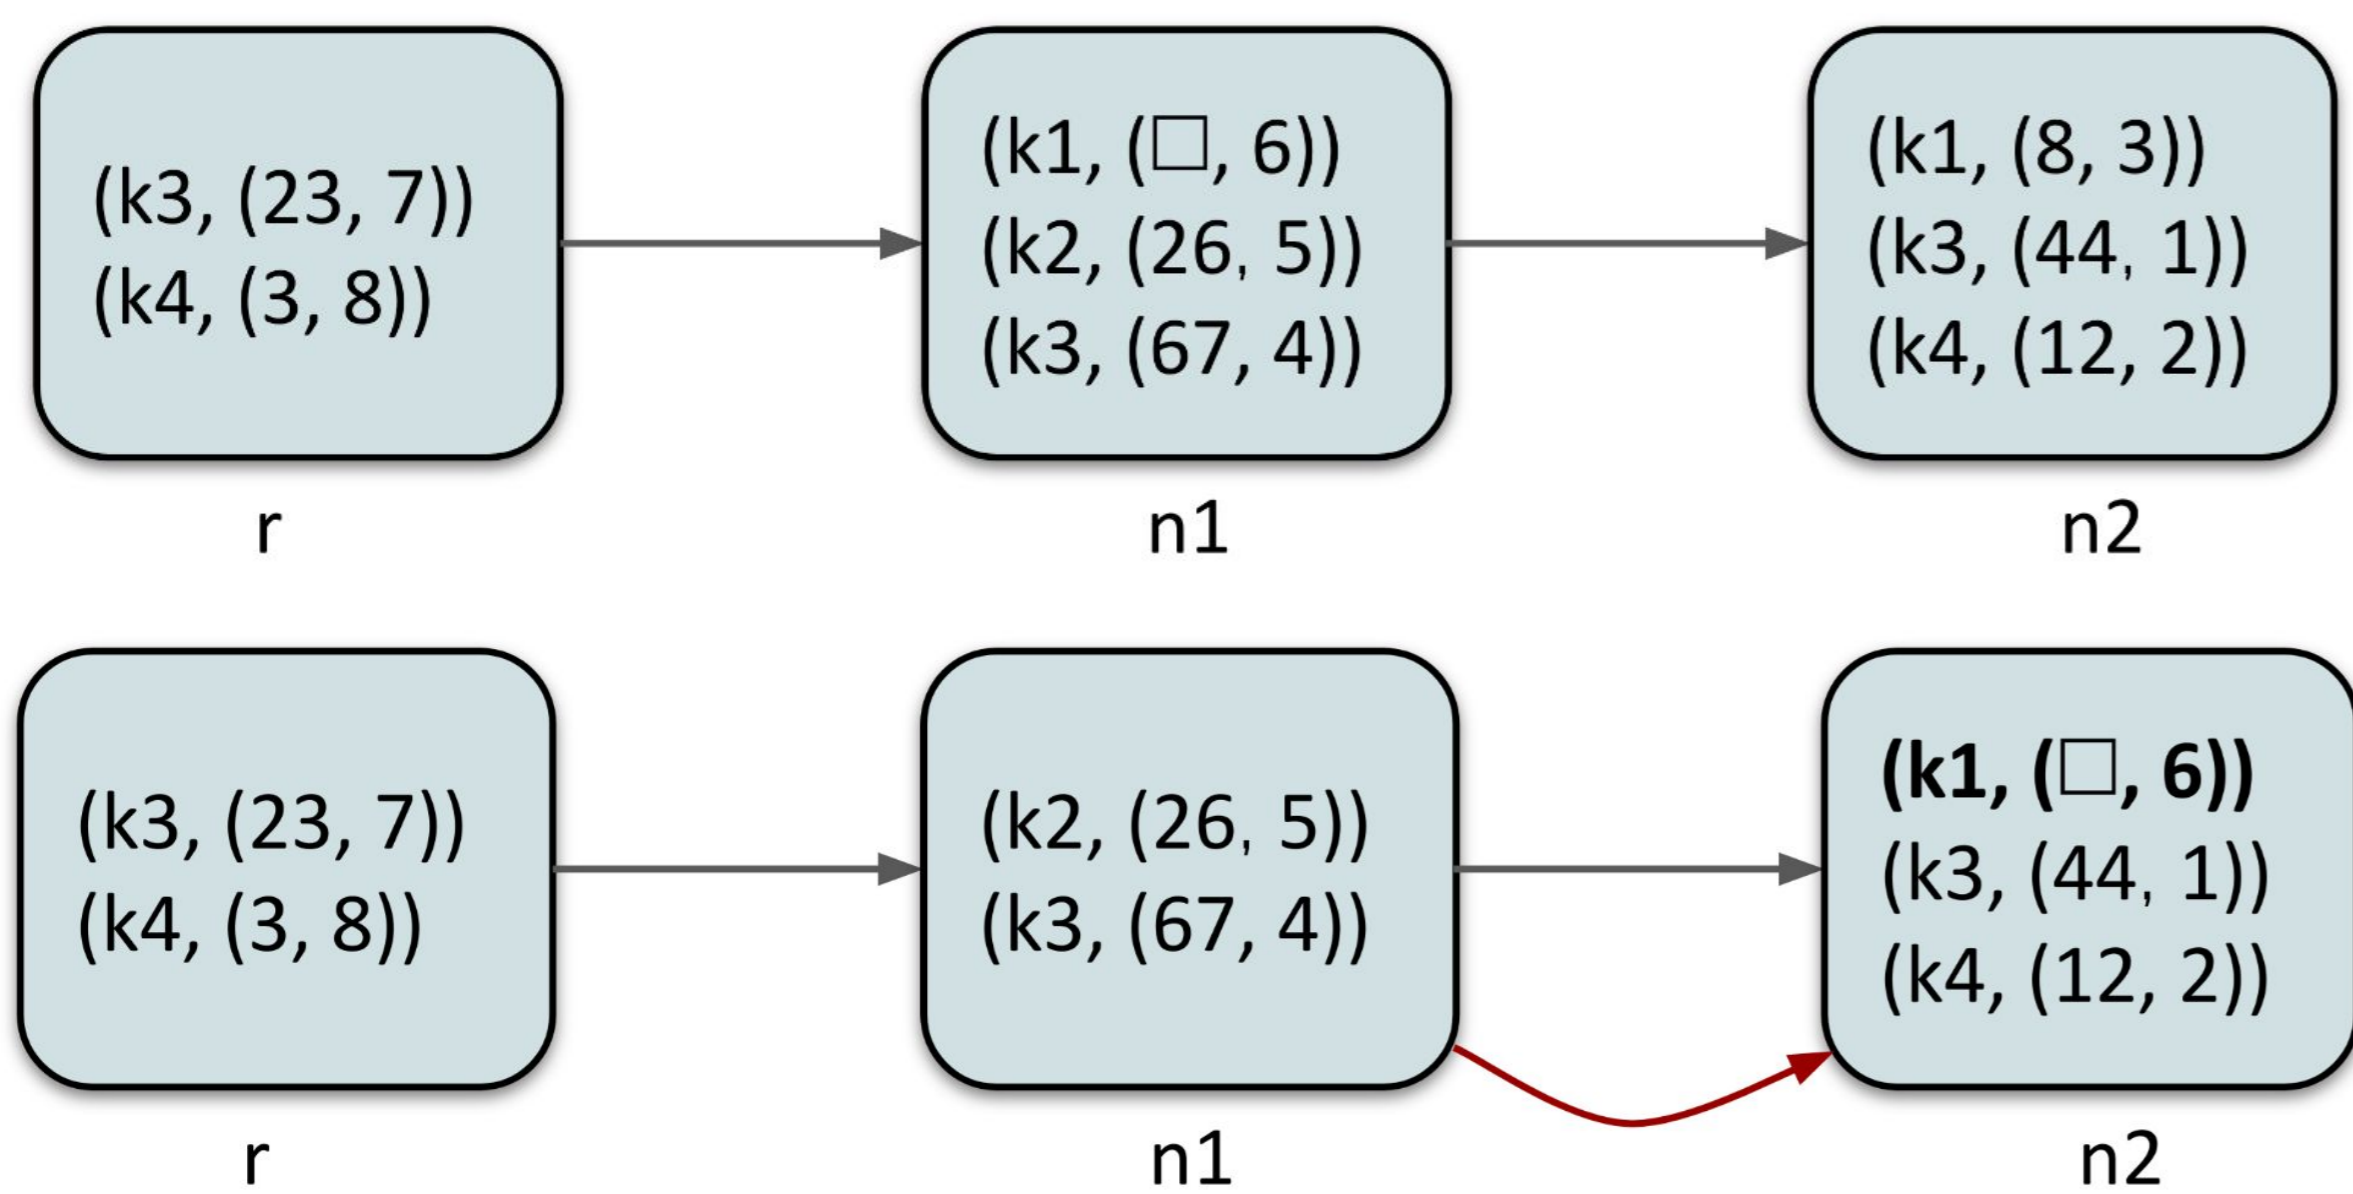 (k3, (23, 7))
(k4, (3, 8))
r
(k1, (□, 6))
(k2, (26, 5))
(k3, (67, 4))
n1
(k1, (8, 3))
(k3, (44, 1))
(k4, (12, 2))
n2
(k3, (23, 7))
(k4, (3, 8))
r
(k2, (26, 5))
(k3, (67, 4))
n1
(k1, (□, 6))
(k3, (44, 1))
(k4, (12, 2))
n2